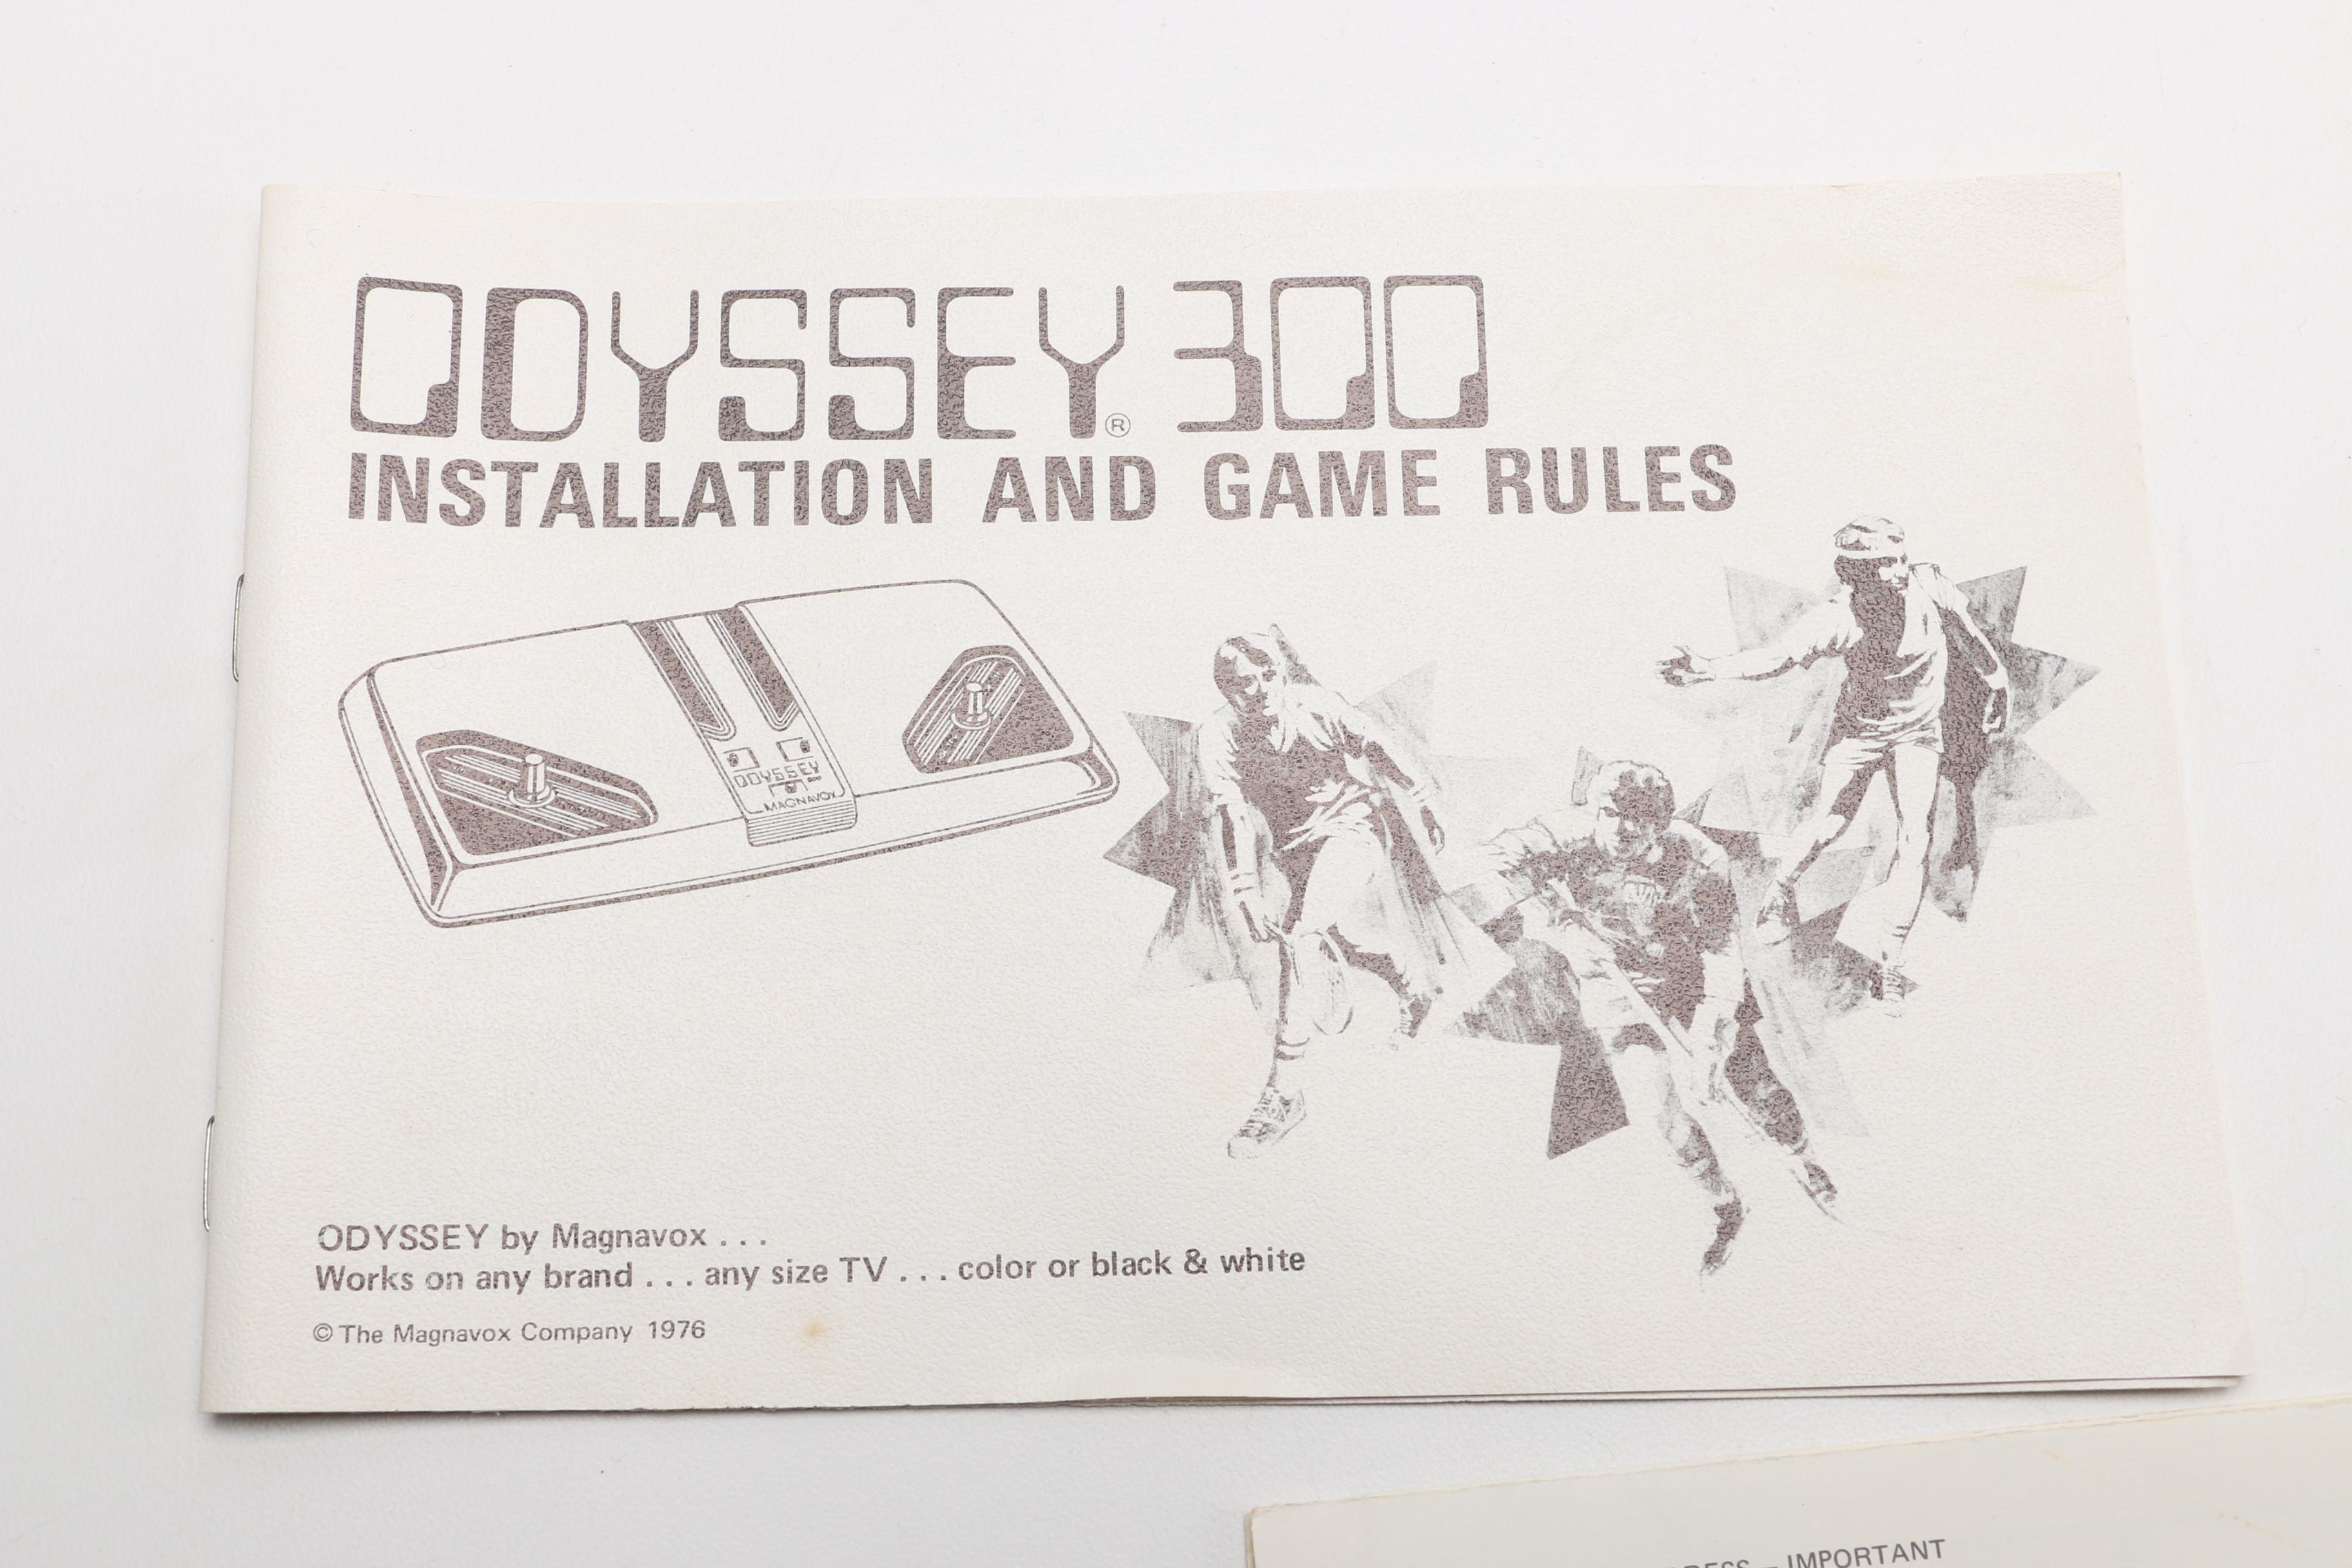 ODYSSEY® 300
INSTALLATION AND GAME RULES
ODYSSEY
MAGNAVOX
ODYSSEY by Magnavox . . .
Works on any brand . . . any size TV . . . color or black & white
© The Magnavox Company 1976
– IMPORTANT